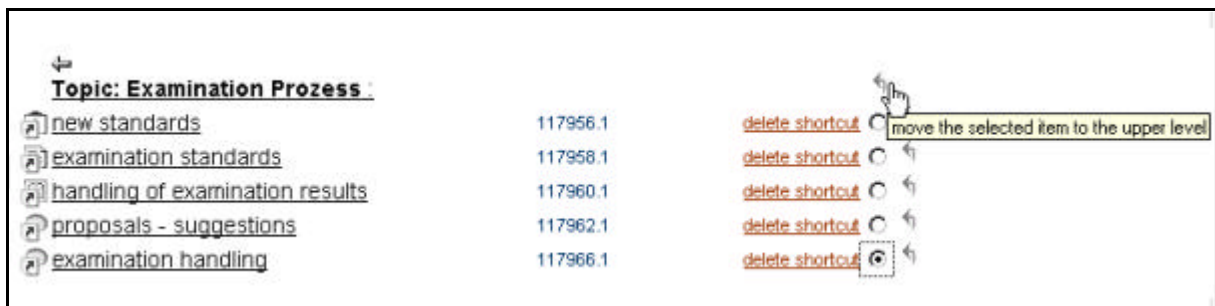 Topic: Examination Prozess :
new standards 117956.1 delete shortcut move the selected item to the upper level
examination standards 117958.1 delete shortcut
handling of examination results 117960.1 delete shortcut
proposals - suggestions 117962.1 delete shortcut
examination handling 117966.1 delete shortcut